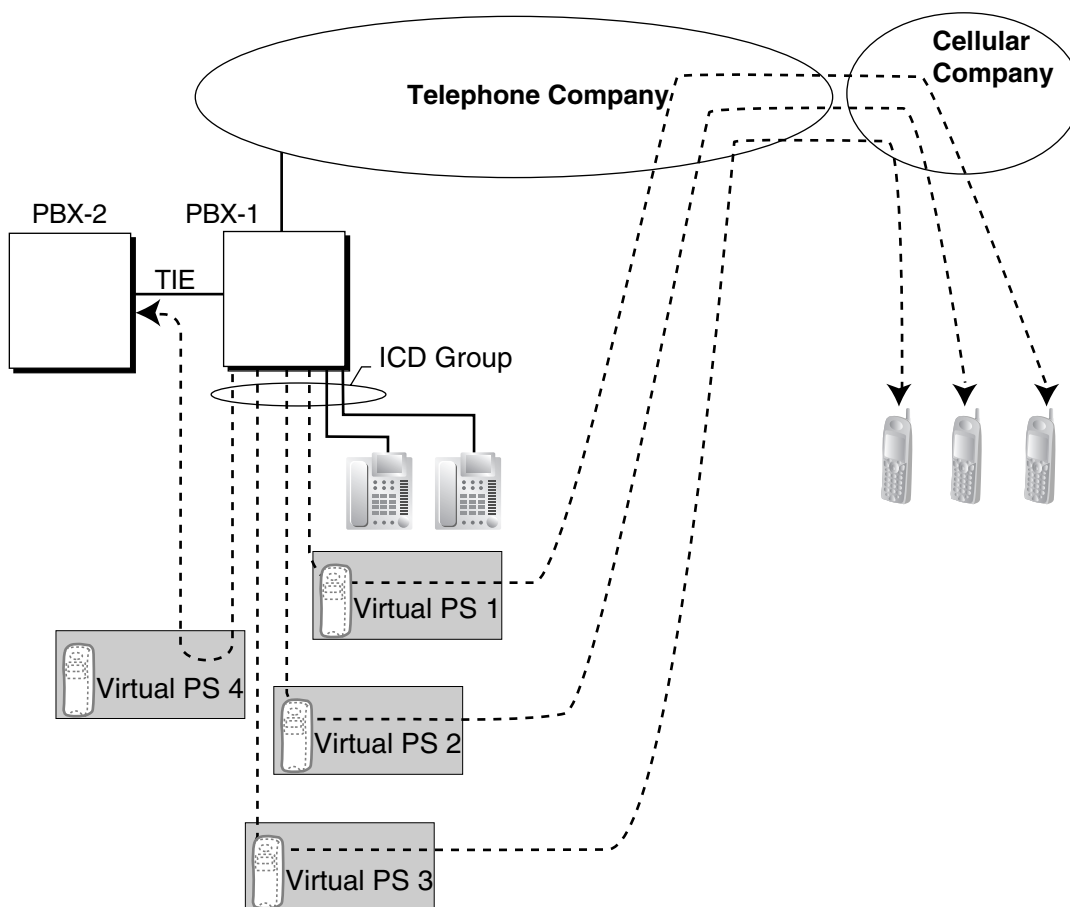 Cellular
Company
Telephone Company
PBX-2
PBX-1
TIE
ICD Group
Virtual PS 1
Virtual PS 4
Virtual PS 2
Virtual PS 3